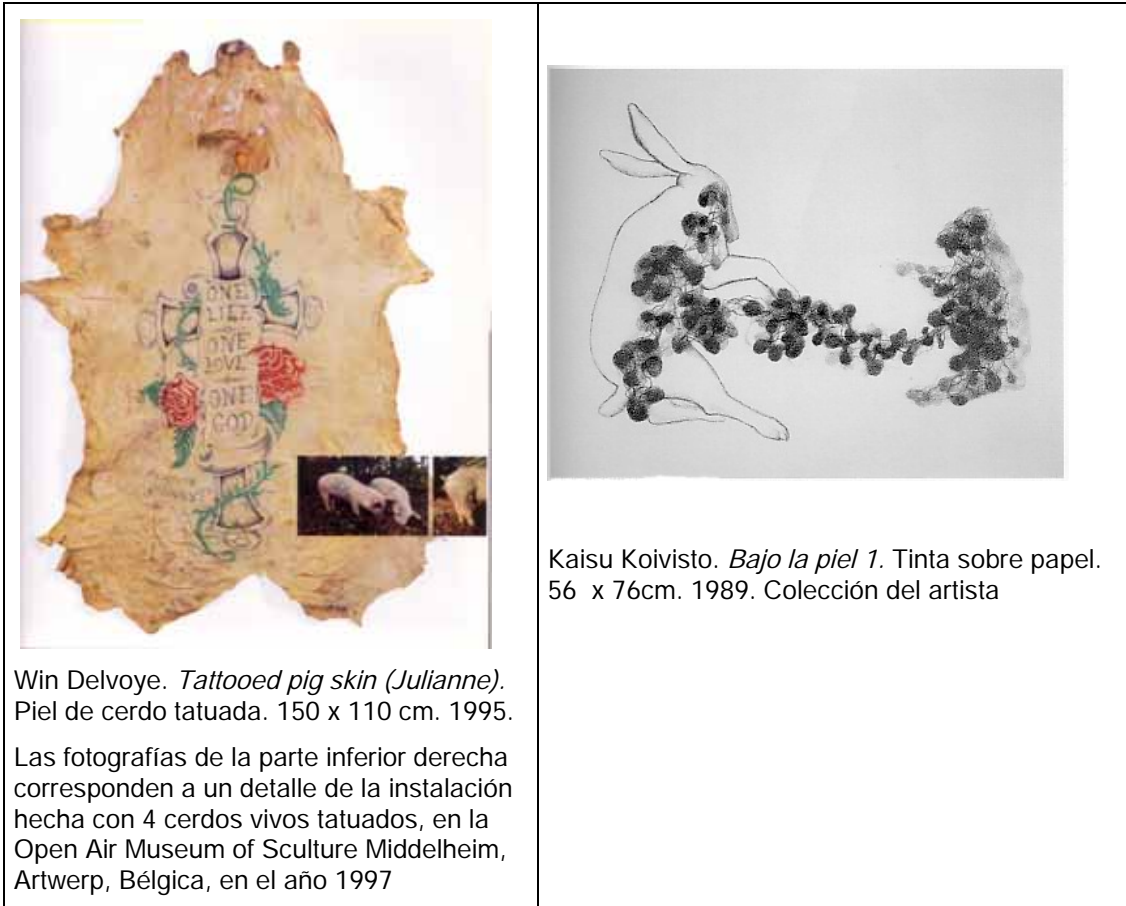 ONE
LIFE
ONE
LOVE
ONE
GOD
Win Delvoye. Tattooed pig skin (Julianne).
Piel de cerdo tatuada. 150 x 110 cm. 1995.
Las fotografías de la parte inferior derecha
corresponden a un detalle de la instalación
hecha con 4 cerdos vivos tatuados, en la
Open Air Museum of Sculture Middelheim,
Artwerp, Bélgica, en el año 1997
Kaisu Koivisto. Bajo la piel 1. Tinta sobre papel.
56 x 76cm. 1989. Colección del artista